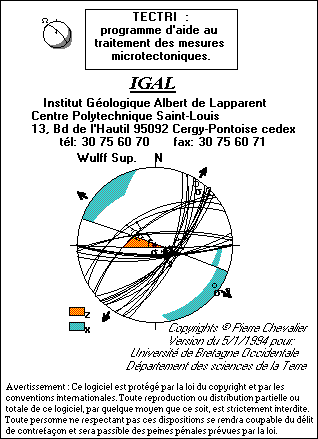 TECTRI :
programme d'aide au
traitement des mesures
microtectoniques.
IGAL
Institut Géologique Albert de Lapparent
Centre Polytechnique Saint-Louis
13, Bd de l'Hautil 95092 Cergy-Pontoise cedex
tél: 30 75 60 70 fax: 30 75 60 71
Wulff Sup. N
Z
X
Copyrights © Pierre Chevalier
Version du 5/1/1994 pour:
Université de Bretagne Occidentale
Département des sciences de la Terre
Avertissement : Ce logiciel est protégé par la loi du copyright et par les
conventions internationales. Toute reproduction ou distribution partielle ou
totale de ce logiciel, par quelque moyen que ce soit, est strictement interdite.
Toute personne ne respectant pas ces dispositions se rendra coupable du délit
de contrefaçon et sera passible des peines pénales prévues par la loi.